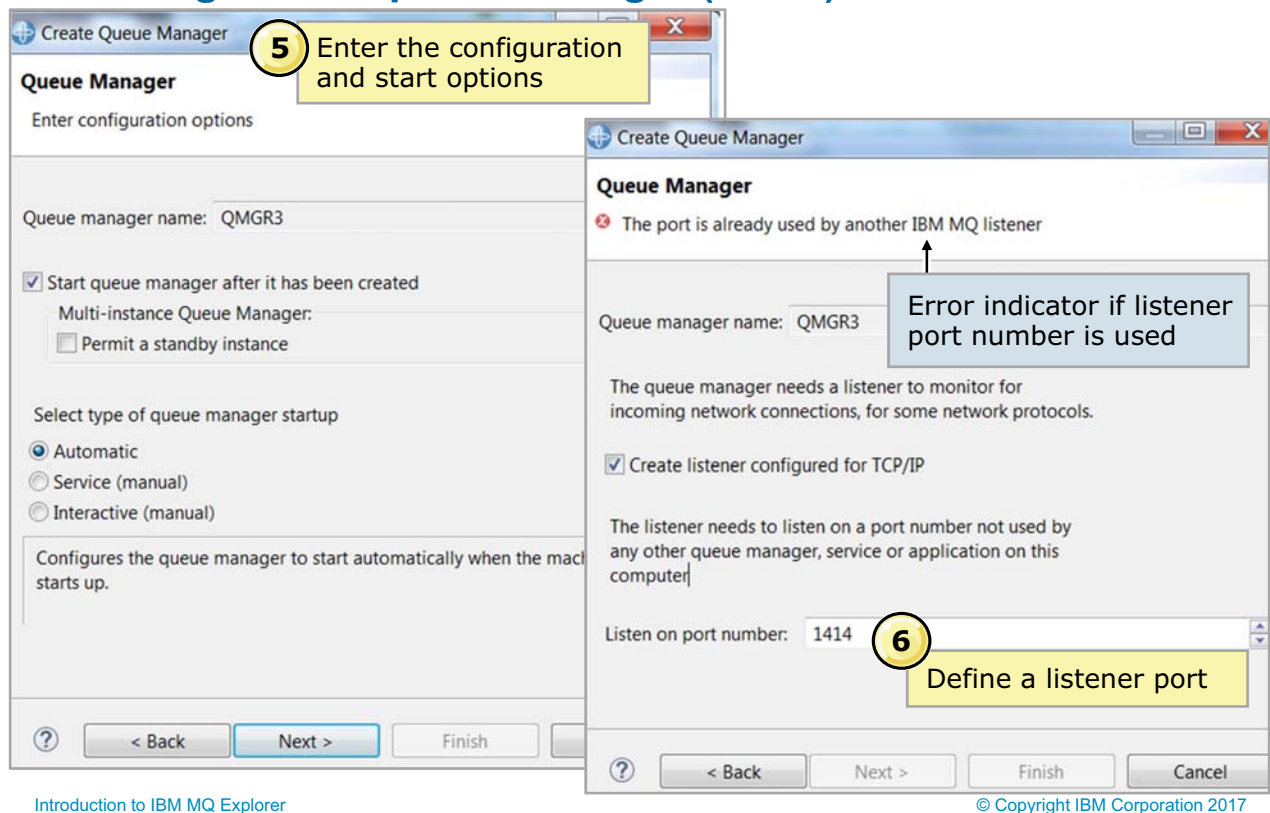 Create Queue Manager
5
Enter the configuration
and start options
X
Queue Manager
Enter configuration options
Queue manager name: QMGR3
Start queue manager after it has been created
Multi-instance Queue Manager:
Permit a standby instance
Select type of queue manager startup
Automatic
Service (manual)
Interactive (manual)
Configures the queue manager to start automatically when the
starts up.
? < Back Next > Finish
Create Queue Manager
X
Queue Manager
The port is already used by another IBM MQ listener
Error indicator if listener
port number is used
Queue manager name: QMGR3
The queue manager needs a listener to monitor for
incoming network connections, for some network protocols.
Create listener configured for TCP/IP
The listener needs to listen on a port number not used by
any other queue manager, service or application on this
computer
Listen on port number: 1414
6
Define a listener port
? < Back Next > Finish Cancel
Introduction to IBM MQ Explorer
© Copyright IBM Corporation 2017